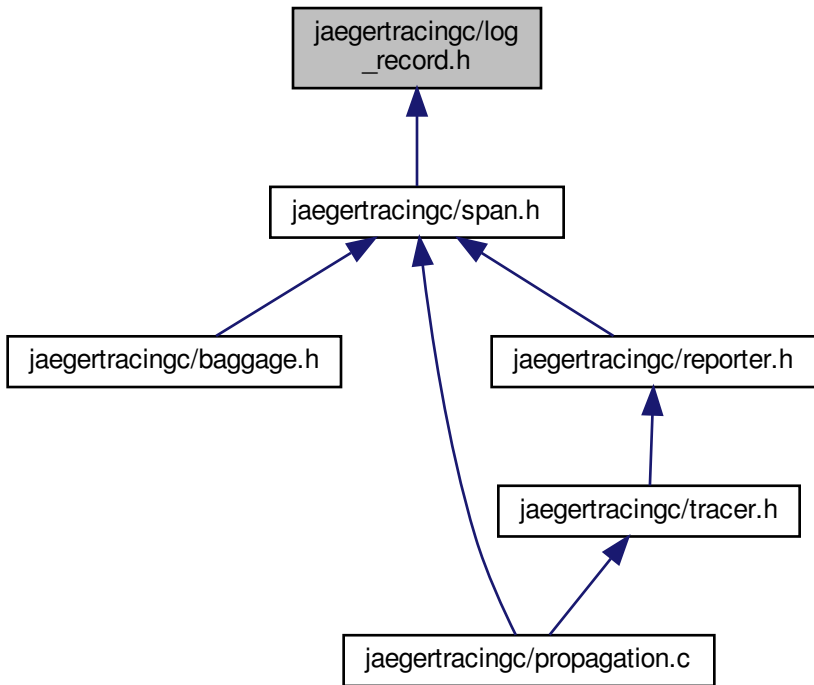 jaegertracingc/log
_record.h
jaegertracingc/span.h
jaegertracingc/baggage.h
jaegertracingc/reporter.h
jaegertracingc/tracer.h
jaegertracingc/propagation.c